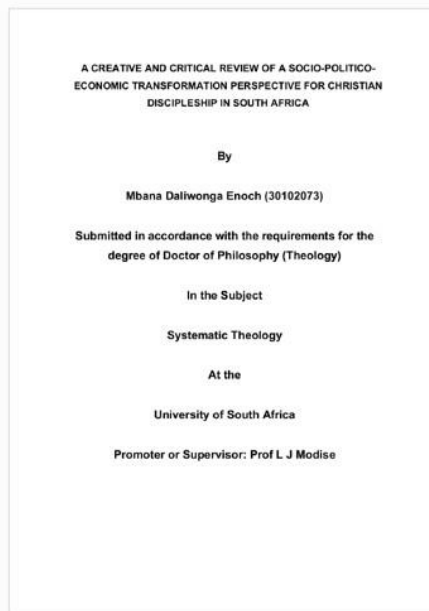 A CREATIVE AND CRITICAL REVIEW OF A SOCIO-POLITICO-
ECONOMIC TRANSFORMATION PERSPECTIVE FOR CHRISTIAN
DISCIPLESHIP IN SOUTH AFRICA
By
Mbana Daliwonga Enoch (30102073)
Submitted in accordance with the requirements for the
degree of Doctor of Philosophy (Theology)
In the Subject
Systematic Theology
At the
University of South Africa
Promoter or Supervisor: Prof L J Modise